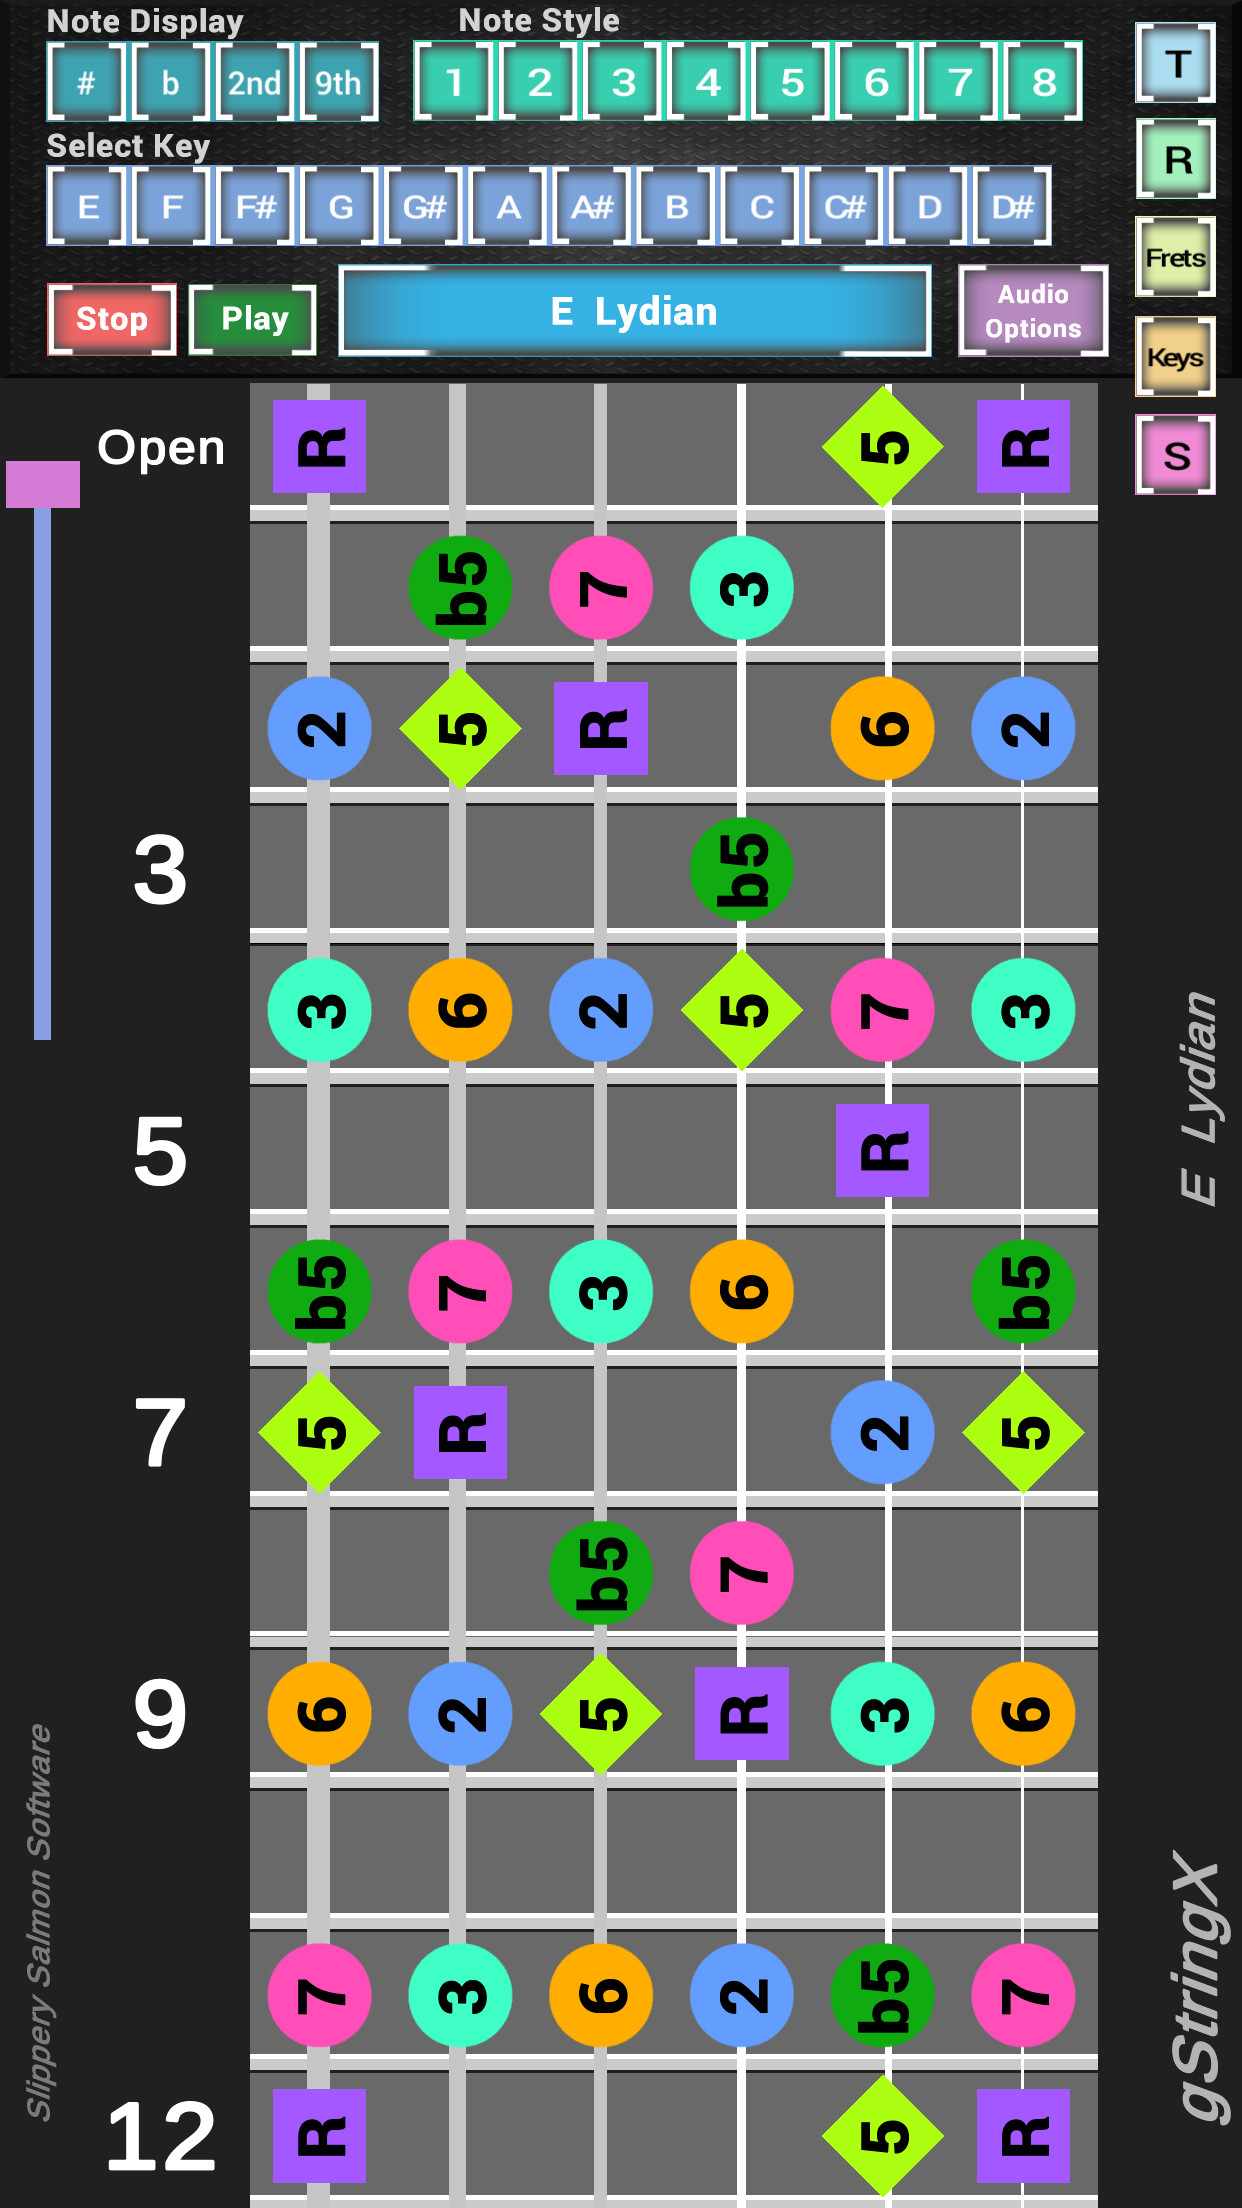 Note Display
Note Style
# b 2nd 9th
1 2 3 4 5 6 7 8
T
R
Select Key
E F F# G G# A A# B C C# D D#
Frets
Stop Play E Lydian Audio Options
Keys
S
Open R 5 R
b5 7 3
2 5 R 6 2
3 b5
3 6 2 5 7 3
5 R
b5 7 3 6 b5
7 5 R 2 5
b5 7
9 6 2 5 R 3 6
7 3 6 2 b5 7
12 R 5 R
E Lydian
Slippery Salmon Software
gStringX